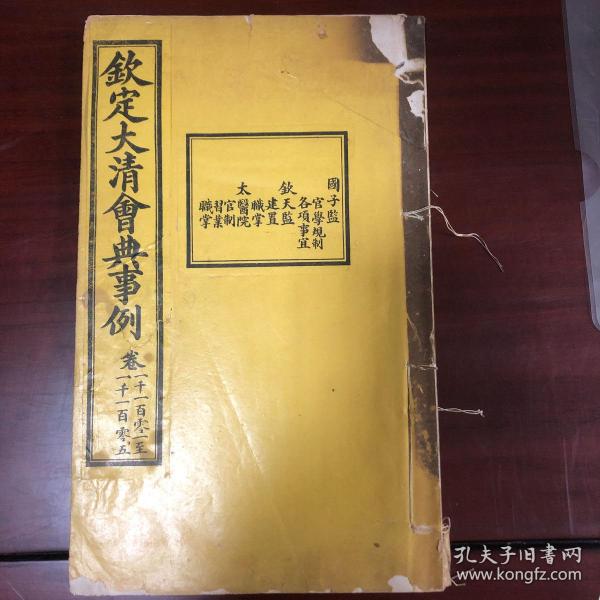 欽定大清會典事例
卷一千一百零一至
一千一百零五
國子監
官學規制
各項事宜
欽天監
建置
職掌
太醫院
官制
習業
職掌
孔夫子旧书网
www.kongfz.com